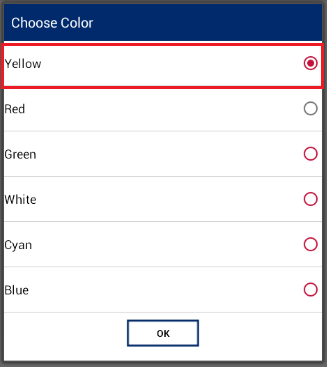 Choose Color
Yellow
Red
Green
White
Cyan
Blue
OK